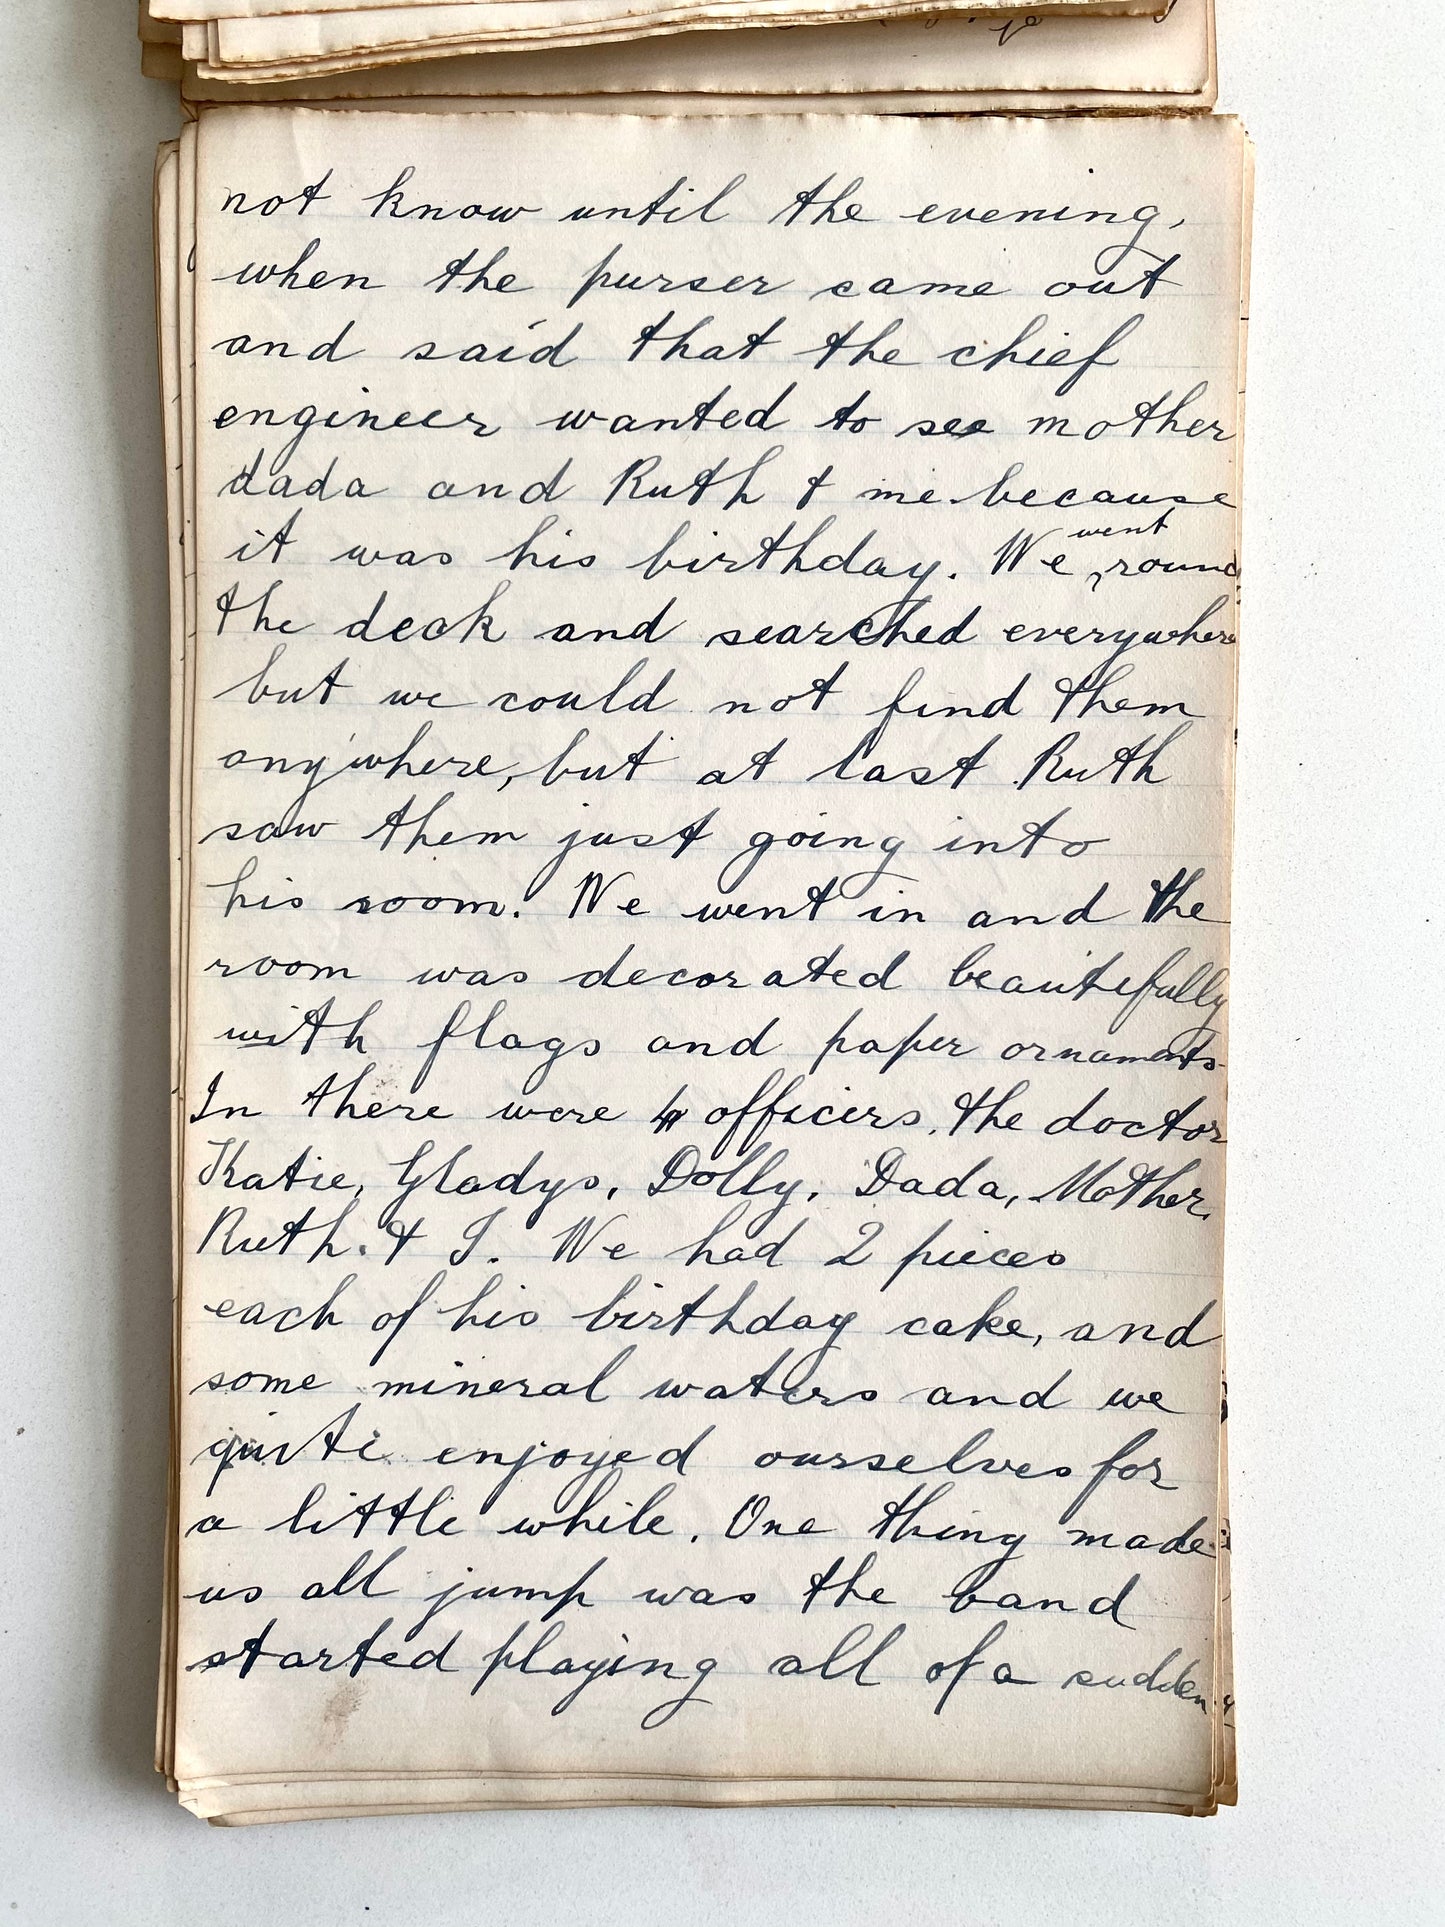 not know until the evening,
when the purser came out
and said that the chief
engineer wanted to see mother
dada and Ruth & me because
it was his birthday. We went round
the deck and searched everywhere
but we could not find them
anywhere, but at last Ruth
saw them just going into
his room. We went in and the
room was decorated beautifully
with flags and paper ornaments.
In there were 4 officers, the doctor
Katie, Gladys, Dolly, Dada, Mother,
Ruth. & I. We had 2 pieces
each of his birthday cake, and
some mineral waters and we
quite enjoyed ourselves for
a little while. One thing made
us all jump was the band
started playing all of a sudden